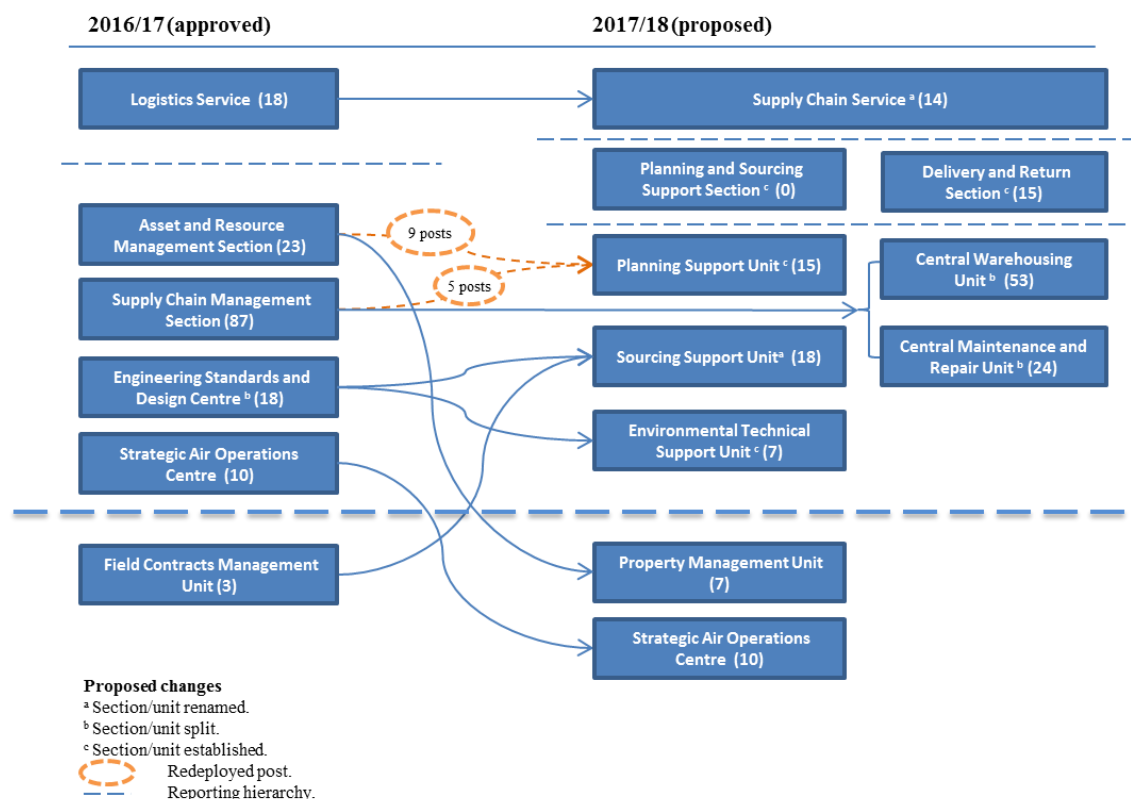 2016/17 (approved)
2017/18 (proposed)
Logistics Service (18)
Supply Chain Service ᵃ (14)
Planning and Sourcing
Support Section ᶜ (0)
Delivery and Return
Section ᶜ (15)
Asset and Resource
Management Section (23)
9 posts
Planning Support Unit ᶜ (15)
Central Warehousing
Unit ᵇ (53)
Supply Chain Management
Section (87)
5 posts
Sourcing Support Unitᵃ (18)
Central Maintenance and
Repair Unit ᵇ (24)
Engineering Standards and
Design Centre ᵇ (18)
Environmental Technical
Support Unit ᶜ (7)
Strategic Air Operations
Centre (10)
Field Contracts Management
Unit (3)
Property Management Unit
(7)
Strategic Air Operations
Centre (10)
Proposed changes
ᵃ Section/unit renamed.
ᵇ Section/unit split.
ᶜ Section/unit established.
Redeployed post.
Reporting hierarchy.